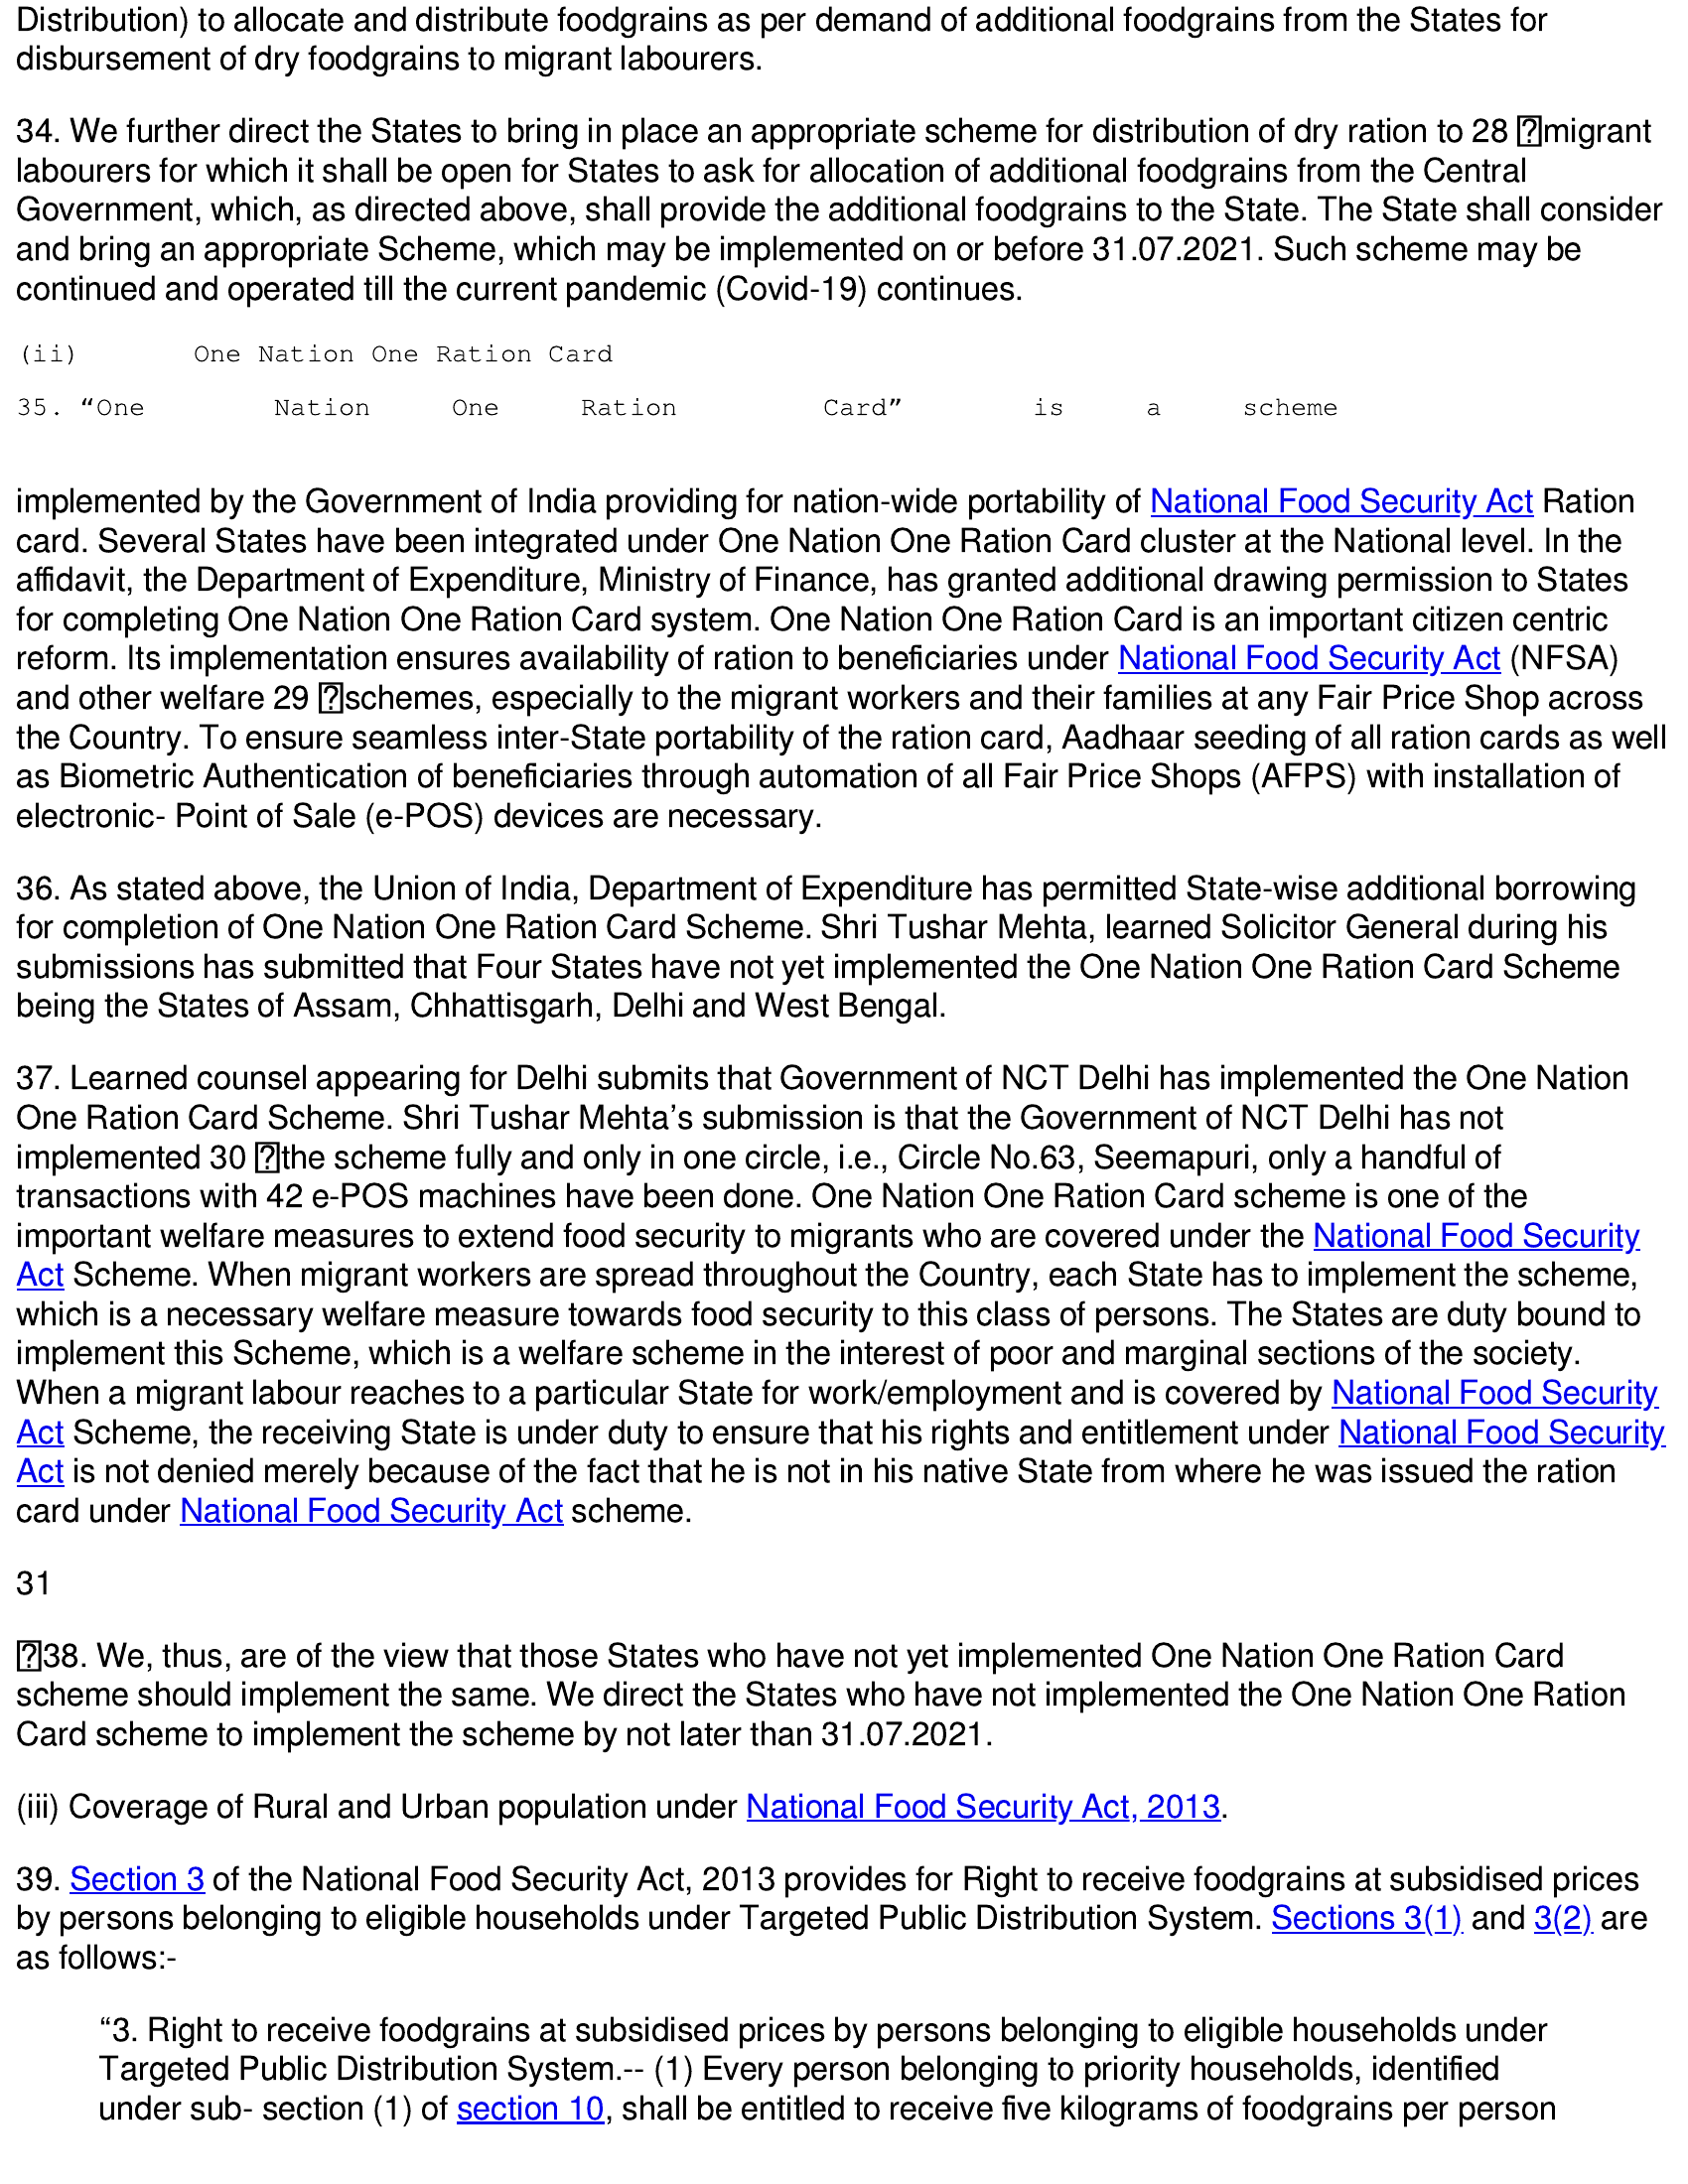 Distribution) to allocate and distribute foodgrains as per demand of additional foodgrains from the States for
disbursement of dry foodgrains to migrant labourers.
34. We further direct the States to bring in place an appropriate scheme for distribution of dry ration to 28 �migrant
labourers for which it shall be open for States to ask for allocation of additional foodgrains from the Central
Government, which, as directed above, shall provide the additional foodgrains to the State. The State shall consider
and bring an appropriate Scheme, which may be implemented on or before 31.07.2021. Such scheme may be
continued and operated till the current pandemic (Covid-19) continues.
(ii) One Nation One Ration Card
35. “One Nation One Ration Card” is a scheme
implemented by the Government of India providing for nation-wide portability of National Food Security Act Ration
card. Several States have been integrated under One Nation One Ration Card cluster at the National level. In the
affidavit, the Department of Expenditure, Ministry of Finance, has granted additional drawing permission to States
for completing One Nation One Ration Card system. One Nation One Ration Card is an important citizen centric
reform. Its implementation ensures availability of ration to beneficiaries under National Food Security Act (NFSA)
and other welfare 29 �schemes, especially to the migrant workers and their families at any Fair Price Shop across
the Country. To ensure seamless inter-State portability of the ration card, Aadhaar seeding of all ration cards as well
as Biometric Authentication of beneficiaries through automation of all Fair Price Shops (AFPS) with installation of
electronic- Point of Sale (e-POS) devices are necessary.
36. As stated above, the Union of India, Department of Expenditure has permitted State-wise additional borrowing
for completion of One Nation One Ration Card Scheme. Shri Tushar Mehta, learned Solicitor General during his
submissions has submitted that Four States have not yet implemented the One Nation One Ration Card Scheme
being the States of Assam, Chhattisgarh, Delhi and West Bengal.
37. Learned counsel appearing for Delhi submits that Government of NCT Delhi has implemented the One Nation
One Ration Card Scheme. Shri Tushar Mehta’s submission is that the Government of NCT Delhi has not
implemented 30 �the scheme fully and only in one circle, i.e., Circle No.63, Seemapuri, only a handful of
transactions with 42 e-POS machines have been done. One Nation One Ration Card scheme is one of the
important welfare measures to extend food security to migrants who are covered under the National Food Security
Act Scheme. When migrant workers are spread throughout the Country, each State has to implement the scheme,
which is a necessary welfare measure towards food security to this class of persons. The States are duty bound to
implement this Scheme, which is a welfare scheme in the interest of poor and marginal sections of the society.
When a migrant labour reaches to a particular State for work/employment and is covered by National Food Security
Act Scheme, the receiving State is under duty to ensure that his rights and entitlement under National Food Security
Act is not denied merely because of the fact that he is not in his native State from where he was issued the ration
card under National Food Security Act scheme.
31
�38. We, thus, are of the view that those States who have not yet implemented One Nation One Ration Card
scheme should implement the same. We direct the States who have not implemented the One Nation One Ration
Card scheme to implement the scheme by not later than 31.07.2021.
(iii) Coverage of Rural and Urban population under National Food Security Act, 2013.
39. Section 3 of the National Food Security Act, 2013 provides for Right to receive foodgrains at subsidised prices
by persons belonging to eligible households under Targeted Public Distribution System. Sections 3(1) and 3(2) are
as follows:-
“3. Right to receive foodgrains at subsidised prices by persons belonging to eligible households under
Targeted Public Distribution System.-- (1) Every person belonging to priority households, identified
under sub- section (1) of section 10, shall be entitled to receive five kilograms of foodgrains per person